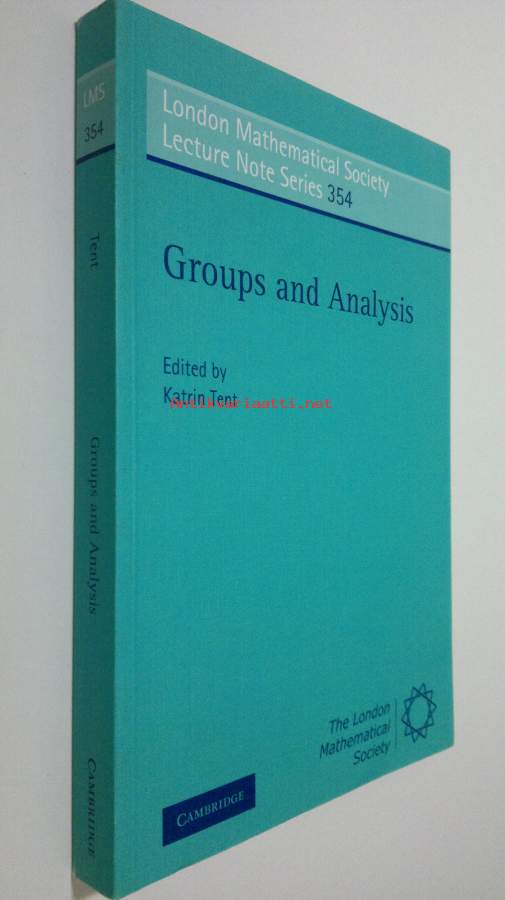 LMS
354
Tent
Groups and Analysis
CAMBRIDGE
London Mathematical Society
Lecture Note Series 354
Groups and Analysis
Edited by
Katrin Tent
Antikvariaatti.net
The London
Mathematical
Society
CAMBRIDGE